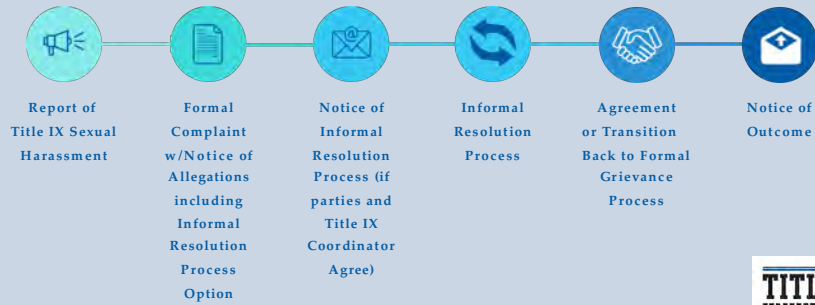 Report of
Title IX Sexual
Harassment
Formal
Complaint
w/Notice of
Allegations
including
Informal
Resolution
Process
Option
Notice of
Informal
Resolution
Process (if
parties and
Title IX
Coordinator
Agree)
Informal
Resolution
Process
Agreement
or Transition
Back to Formal
Grievance
Process
Notice of
Outcome
TITL